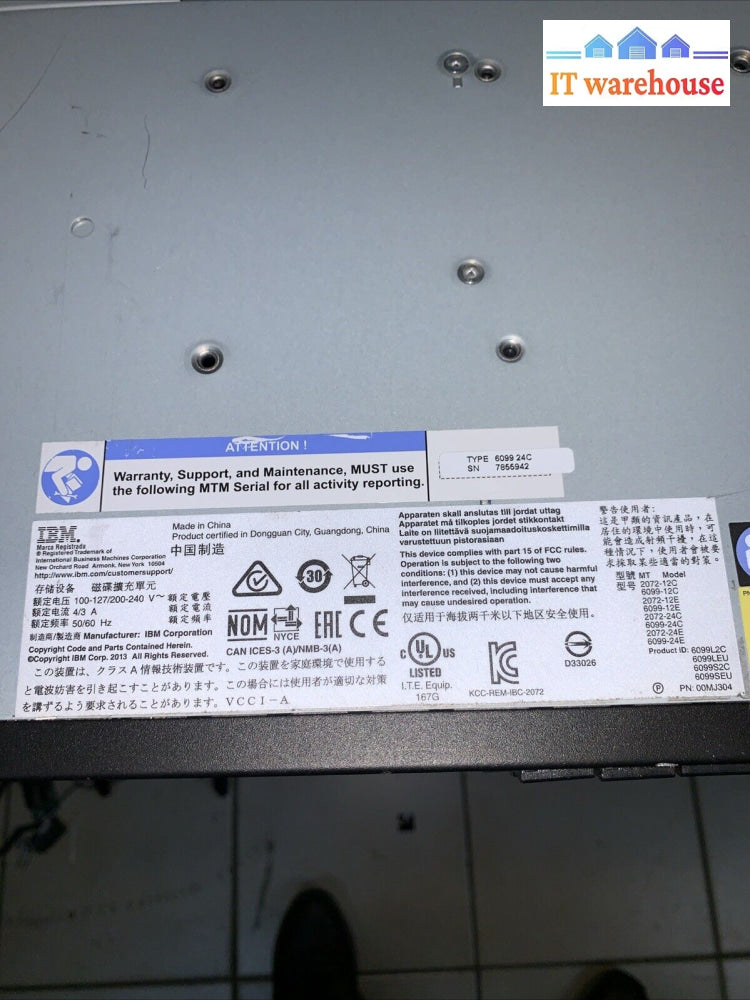 IT warehouse
ATTENTION !
Warranty, Support, and Maintenance, MUST use
the following MTM Serial for all activity reporting.
TYPE 6099 24C
SN 7855942
IBM.
Marca Registrada
® Registered Trademark of
International Business Machines Corporation
New Orchard Road Armonk, New York 10504
http://www.ibm.com/customersupport/
Made in China
Product certified in Dongguan City, Guangdong, China
中国制造
存储设备 磁碟擴充單元
额定电压 100-127/200-240 V～ 額定電壓
额定电流 4/3 A 額定電流
额定频率 50/60 Hz 額定頻率
制造商/製造商 Manufacturer: IBM Corporation
Copyright Code and Parts Contained Herein.
©Copyright IBM Corp. 2013 All Rights Reserved.
30
NOM
NYCE
EAC CE
CAN ICES-3 (A)/NMB-3(A)
この装置は、クラスA情報技術装置です。この装置を家庭環境で使用する
と電波妨害を引き起こすことがあります。この場合には使用者が適切な対策
を講ずるよう要求されることがあります。VCCI-A
Apparaten skall anslutas till jordat uttag
Apparatet må tilkoples jordet stikkontakt
Laite on liitettävä suojamaadoituskoskettimilla
varustettuun pistorasiaan
This device complies with part 15 of FCC rules.
Operation is subject to the following two
conditions: (1) this device may not cause harmful
interference, and (2) this device must accept any
interference received, including interference that
may cause undesired operation.
仅适用于海拔两千米以下地区安全使用。
C UL US
LISTED
I.T.E. Equip.
167G
KCC-REM-IBC-2072
D33026
警告使用者:
這是甲類的資訊產品，在
居住的環境中使用時，可
能會造成射頻干擾，在這
種情況下，使用者會被要
求採取某些適當的對策。
型號 MT Model
型号 2072-12C
6099-12C
2072-12E
6099-12E
2072-24C
6099-24C
2072-24E
6099-24E
Product ID: 6099L2C
6099LEU
6099S2C
6099SEU
Ⓟ PN: 00MJ304